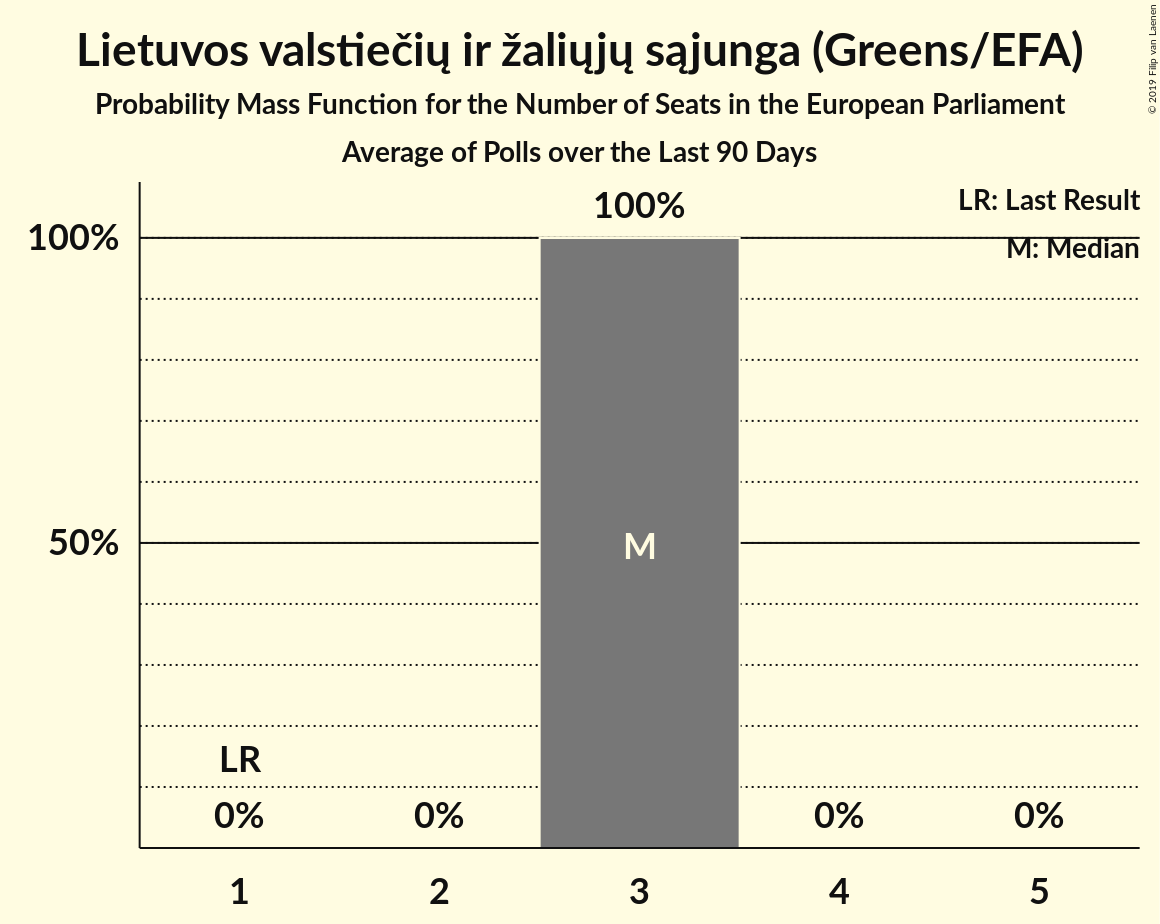 Lietuvos valstiečių ir žaliųjų sąjunga (Greens/EFA)
Probability Mass Function for the Number of Seats in the European Parliament
Average of Polls over the Last 90 Days
© 2019 Filip van Laenen
LR: Last Result
M: Median
100%
100%
50%
M
LR
0%
0%
0%
0%
1
2
3
4
5